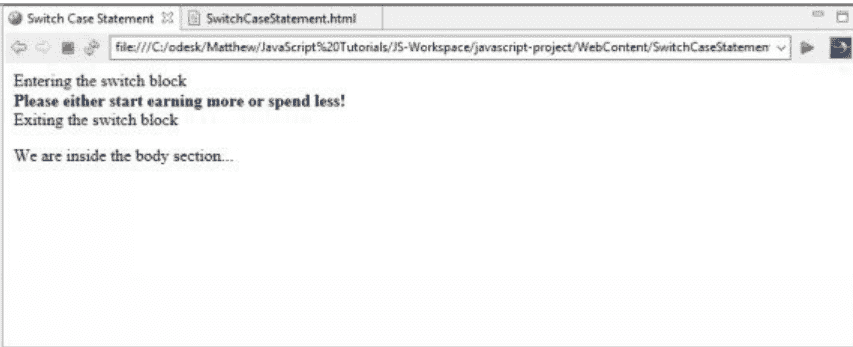 Switch Case Statement
SwitchCaseStatement.html
file:///C:/odesk/Matthew/JavaScript%20Tutorials/JS-Workspace/javascript-project/WebContent/SwitchCaseStatemen
Entering the switch block
Please either start earning more or spend less!
Exiting the switch block
We are inside the body section...